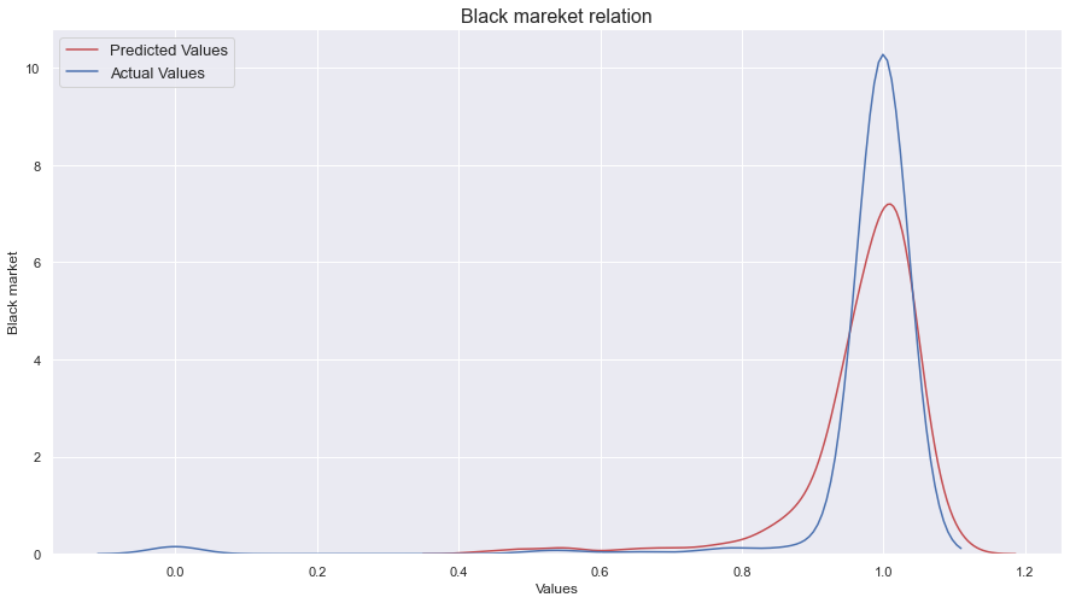 Black mareket relation
Predicted Values
Actual Values
10
8
6
4
2
0
Black market
0.0 0.2 0.4 0.6 0.8 1.0 1.2
Values